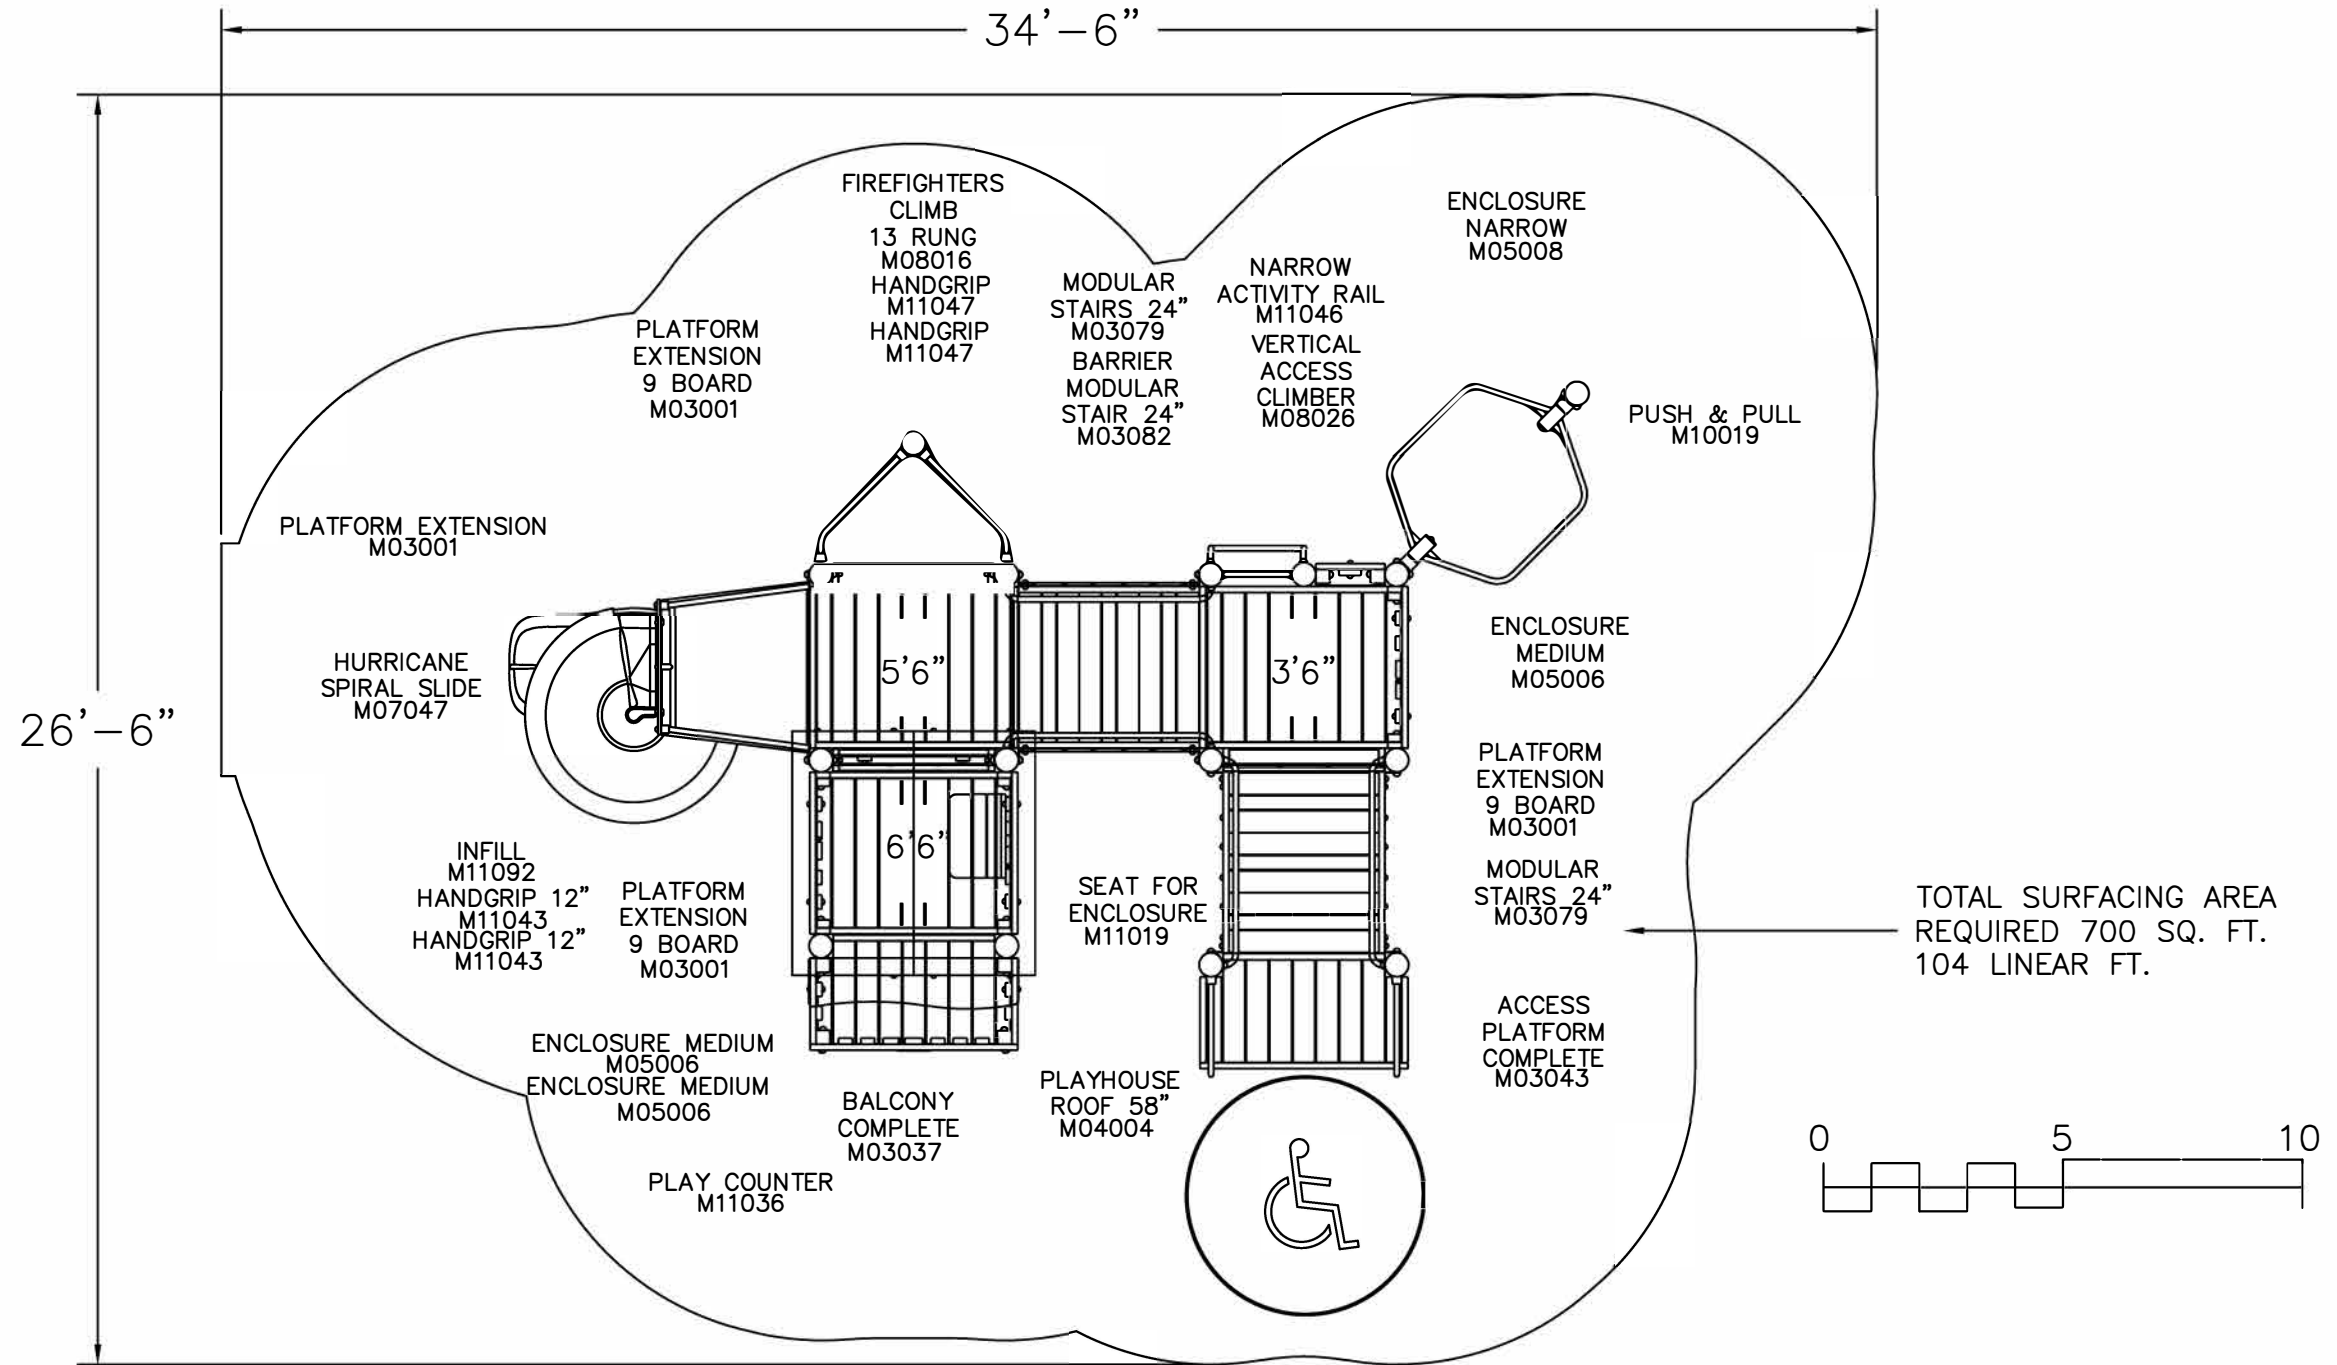 34'-6"
26'-6"
FIREFIGHTERS
CLIMB
13 RUNG
M08016
HANDGRIP
M11047
HANDGRIP
M11047
ENCLOSURE
NARROW
M05008
PLATFORM
EXTENSION
9 BOARD
M03001
MODULAR
STAIRS 24"
M03079
BARRIER
MODULAR
STAIR 24"
M03082
NARROW
ACTIVITY RAIL
M11046
VERTICAL
ACCESS
CLIMBER
M08026
PUSH & PULL
M10019
PLATFORM EXTENSION
M03001
HURRICANE
SPIRAL SLIDE
M07047
5'6"
3'6"
ENCLOSURE
MEDIUM
M05006
PLATFORM
EXTENSION
9 BOARD
M03001
MODULAR
STAIRS 24"
M03079
6'6"
INFILL
M11092
HANDGRIP 12"
M11043
HANDGRIP 12"
M11043
PLATFORM
EXTENSION
9 BOARD
M03001
SEAT FOR
ENCLOSURE
M11019
TOTAL SURFACING AREA
REQUIRED 700 SQ. FT.
104 LINEAR FT.
ACCESS
PLATFORM
COMPLETE
M03043
ENCLOSURE MEDIUM
M05006
ENCLOSURE MEDIUM
M05006
BALCONY
COMPLETE
M03037
PLAYHOUSE
ROOF 58"
M04004
PLAY COUNTER
M11036
0 5 10